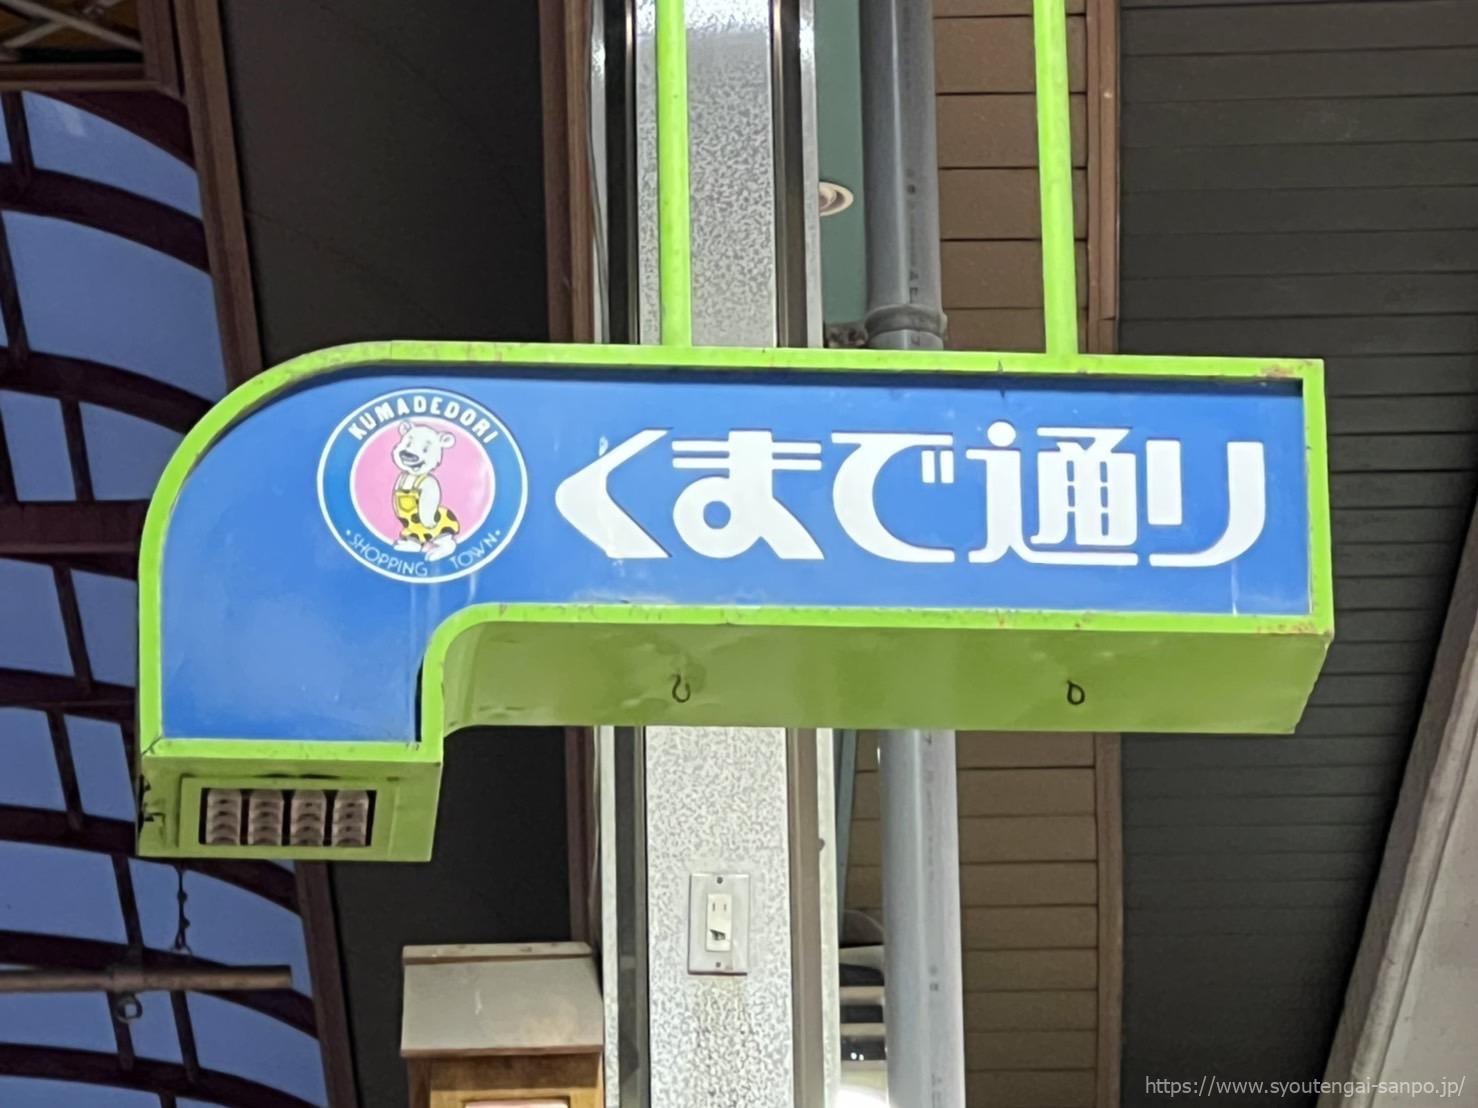 KUMADEDORI
くまで通り
・SHOPPING TOWN・
https://www.syoutengai-sanpo.jp/